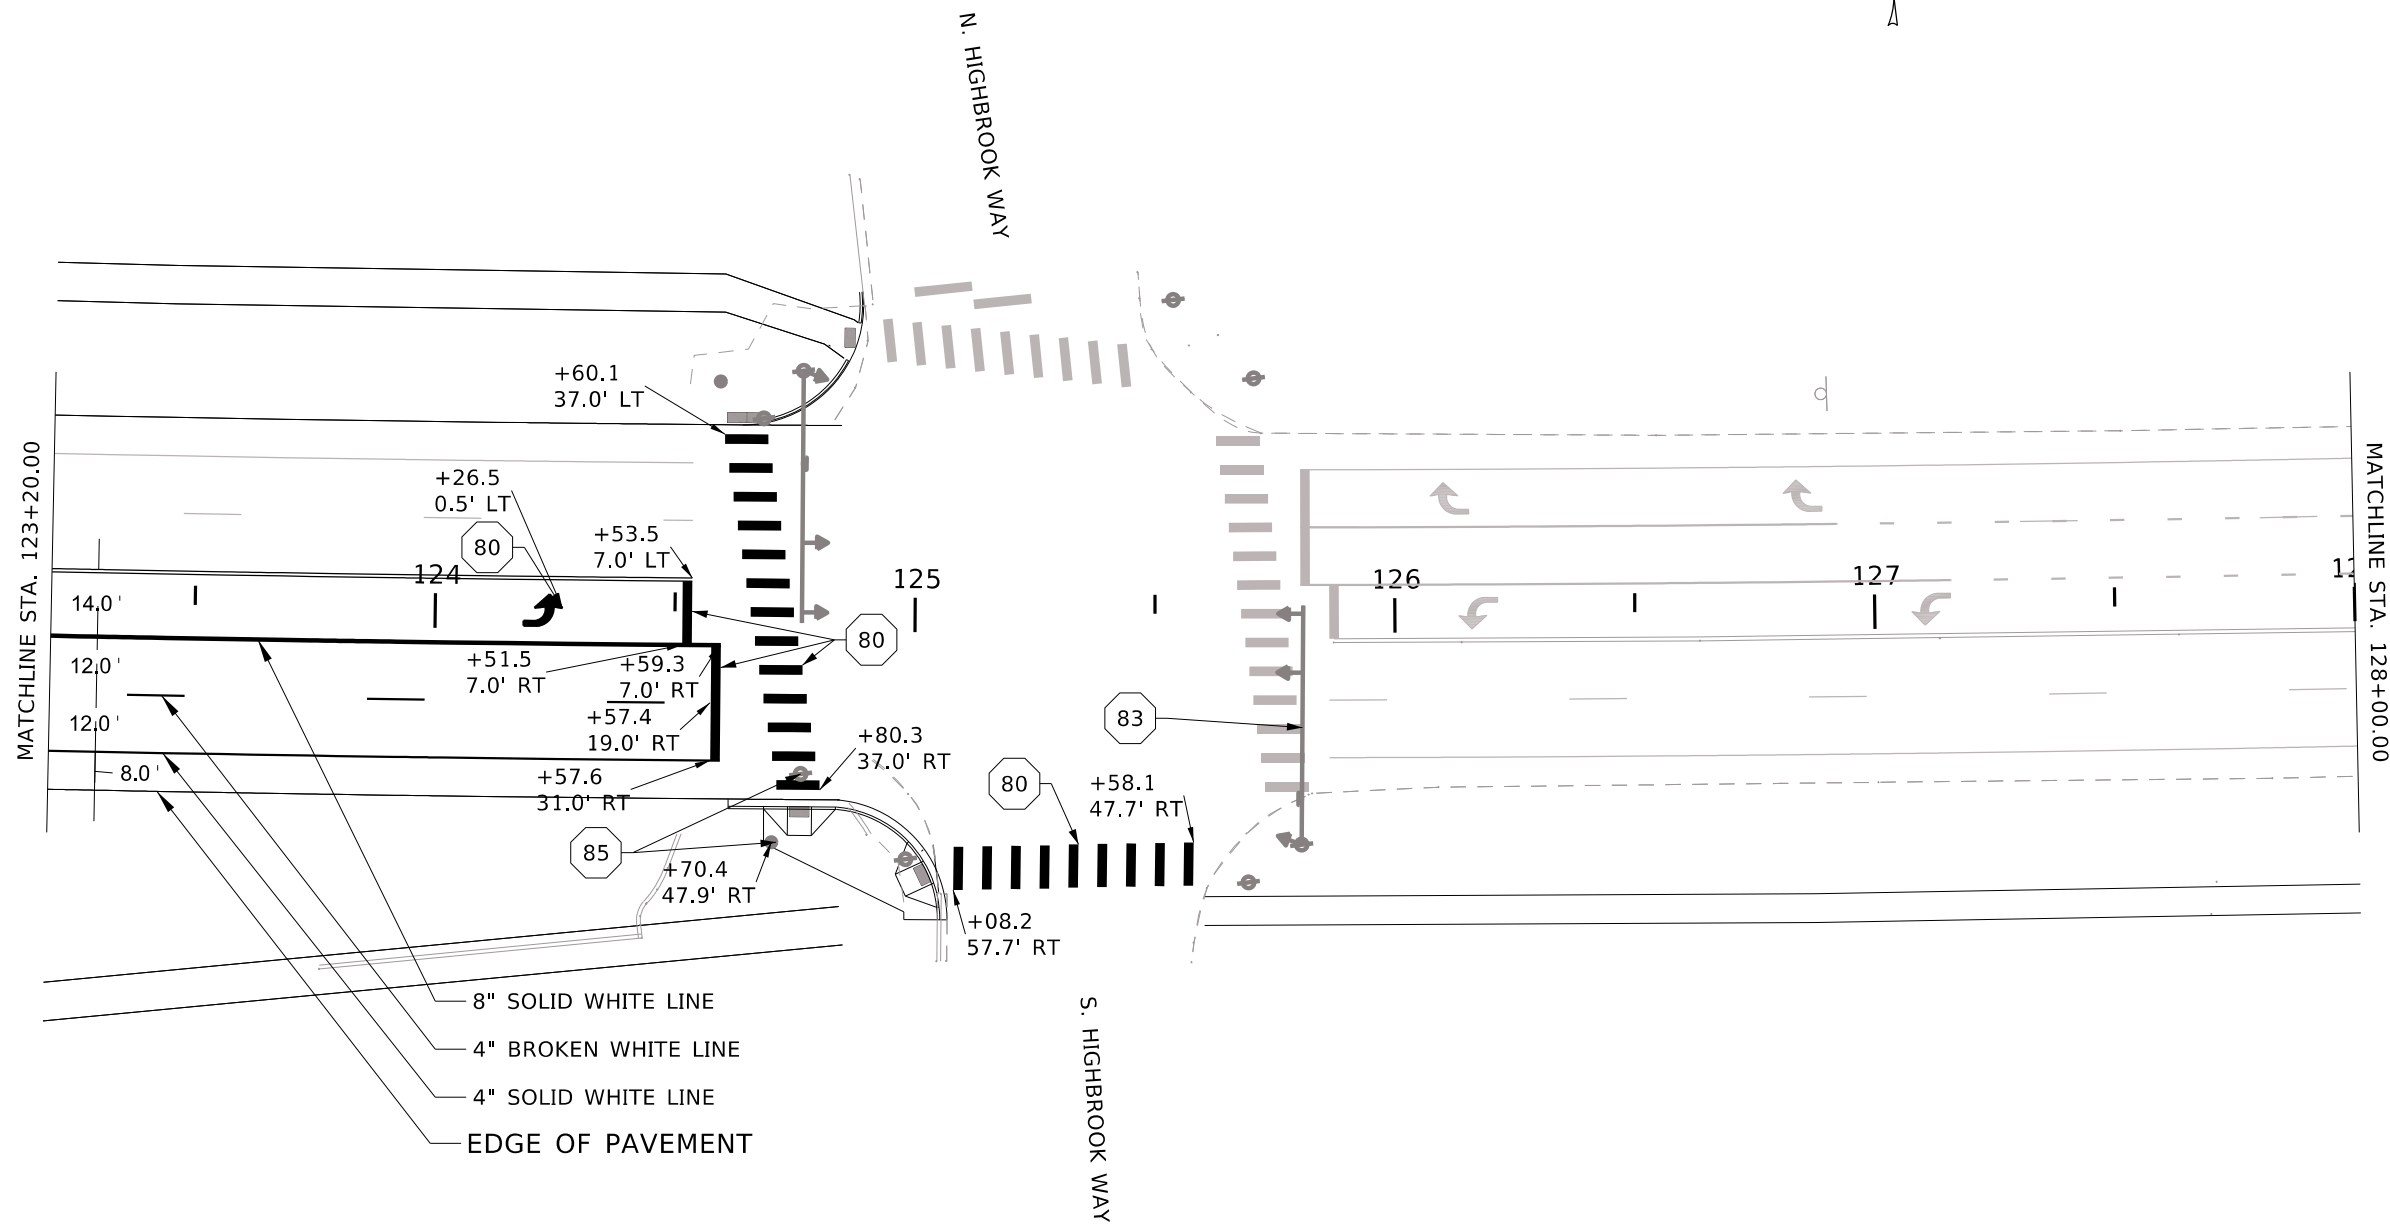 N. HIGHBROOK WAY
+60.1
37.0' LT
+26.5
0.5' LT
80
+53.5
7.0' LT
MATCHLINE STA. 123+20.00
MATCHLINE STA. 128+00.00
124
125
126
127
14.0'
12.0'
12.0'
8.0'
80
+51.5
7.0' RT
+59.3
7.0' RT
+57.4
19.0' RT
+57.6
31.0' RT
+80.3
37.0' RT
83
80
+58.1
47.7' RT
85
+70.4
47.9' RT
+08.2
57.7' RT
8" SOLID WHITE LINE
4" BROKEN WHITE LINE
4" SOLID WHITE LINE
EDGE OF PAVEMENT
S. HIGHBROOK WAY